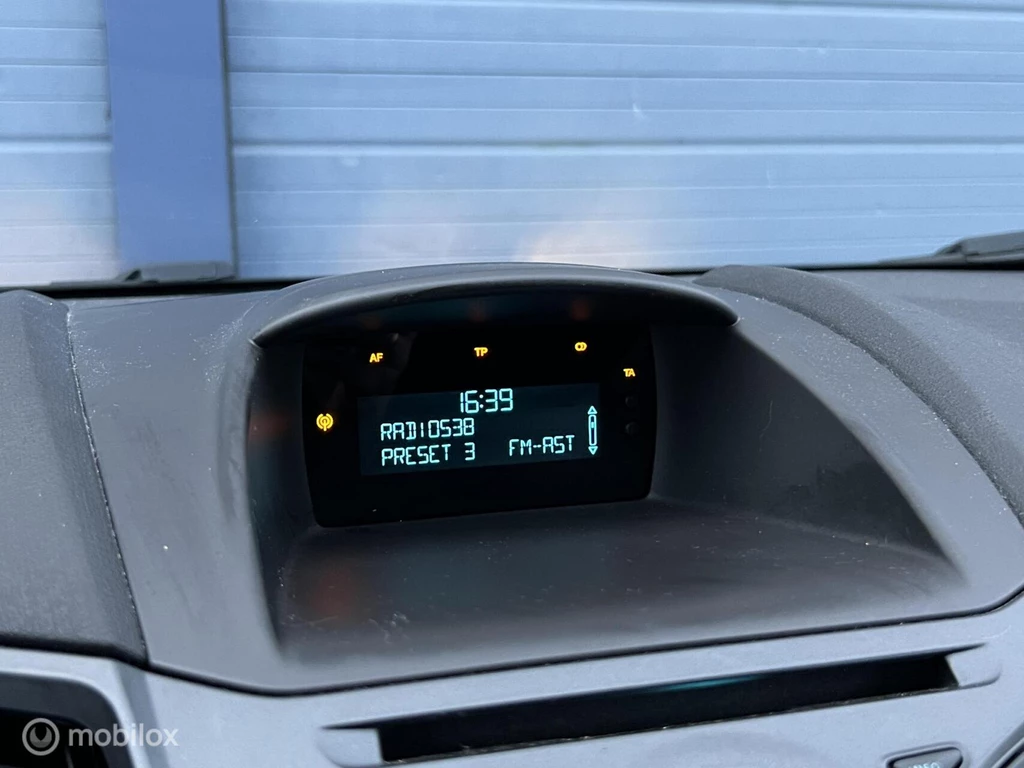 AF TP TA
16:39
RADIO538
PRESET 3 FM-AST
mobilox